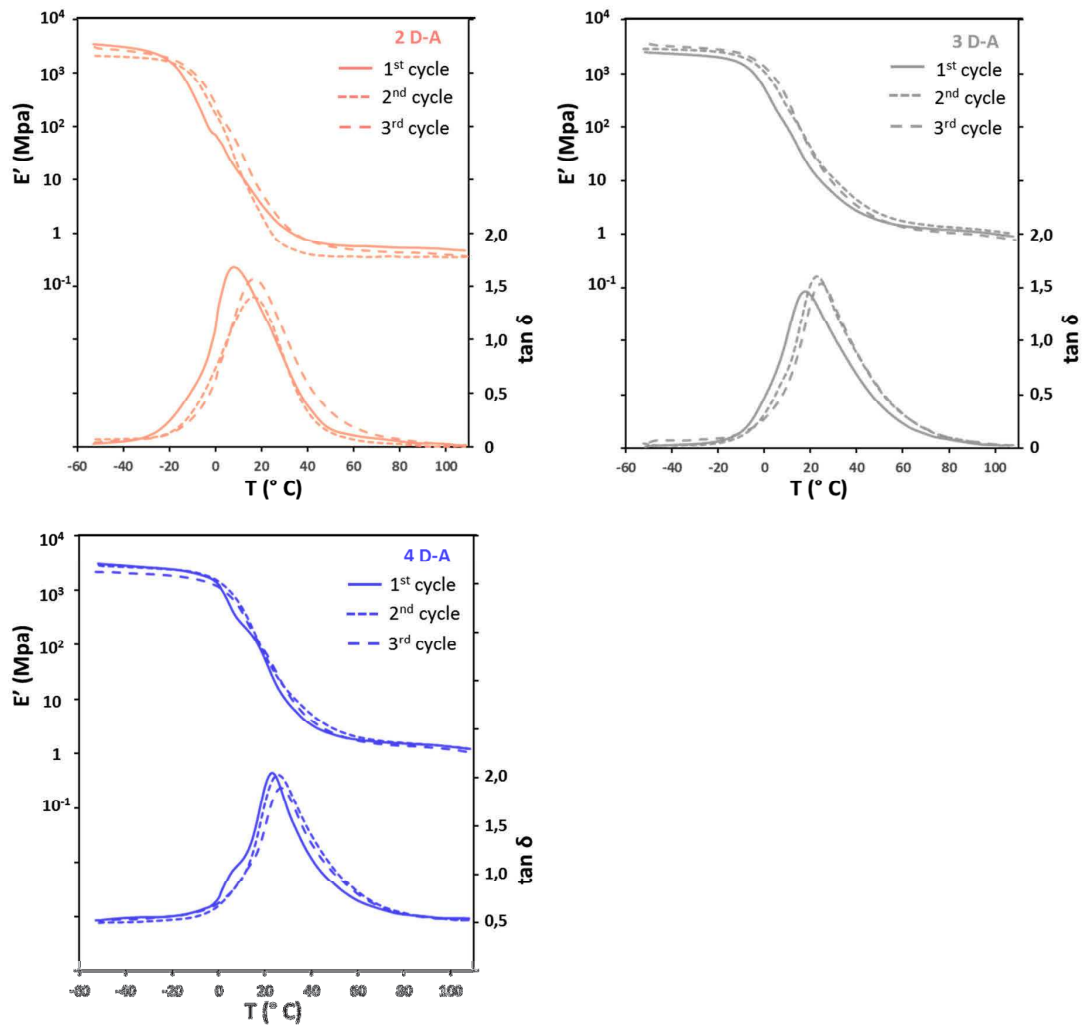 2 D-A
1st cycle
2nd cycle
3rd cycle
E' (Mpa)
10⁴
10³
10²
10
1
10⁻¹
2,0
1,5
1,0
0,5
0
tan δ
-60 -40 -20 0 20 40 60 80 100
T (° C)
3 D-A
1st cycle
2nd cycle
3rd cycle
E' (Mpa)
10⁴
10³
10²
10
1
10⁻¹
2,0
1,5
1,0
0,5
0
tan δ
-60 -40 -20 0 20 40 60 80 100
T (° C)
4 D-A
1st cycle
2nd cycle
3rd cycle
E' (Mpa)
10⁴
10³
10²
10
1
10⁻¹
2,0
1,5
1,0
0,5
tan δ
-60 -40 -20 0 20 40 60 80 100
T (° C)